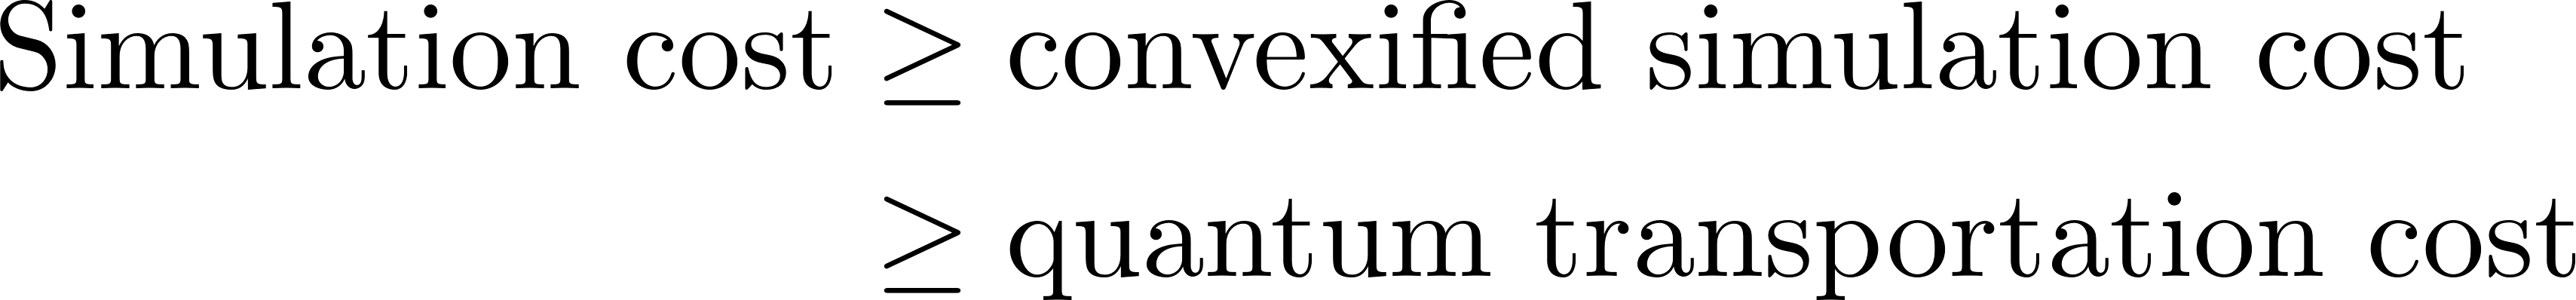 Simulation cost ≥ convexified simulation cost
≥ quantum transportation cost